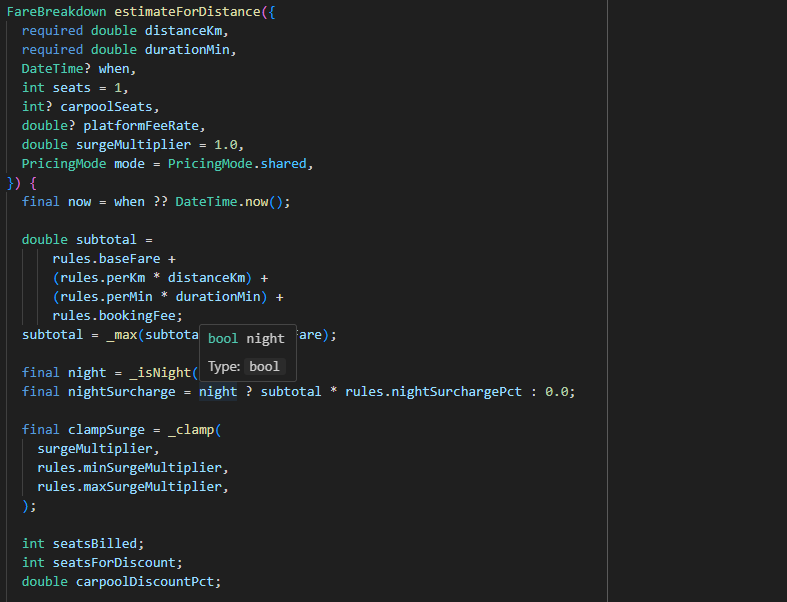 FareBreakdown estimateForDistance({
required double distanceKm,
required double durationMin,
DateTime? when,
int seats = 1,
int? carpoolSeats,
double? platformFeeRate,
double surgeMultiplier = 1.0,
PricingMode mode = PricingMode.shared,
}) {
final now = when ?? DateTime.now();
double subtotal =
rules.baseFare +
(rules.perKm * distanceKm) +
(rules.perMin * durationMin) +
rules.bookingFee;
subtotal = _max(subtota are);
bool night
Type: bool
final night = _isNight(
final nightSurcharge = night ? subtotal * rules.nightSurchargePct : 0.0;
final clampSurge = _clamp(
surgeMultiplier,
rules.minSurgeMultiplier,
rules.maxSurgeMultiplier,
);
int seatsBilled;
int seatsForDiscount;
double carpoolDiscountPct;